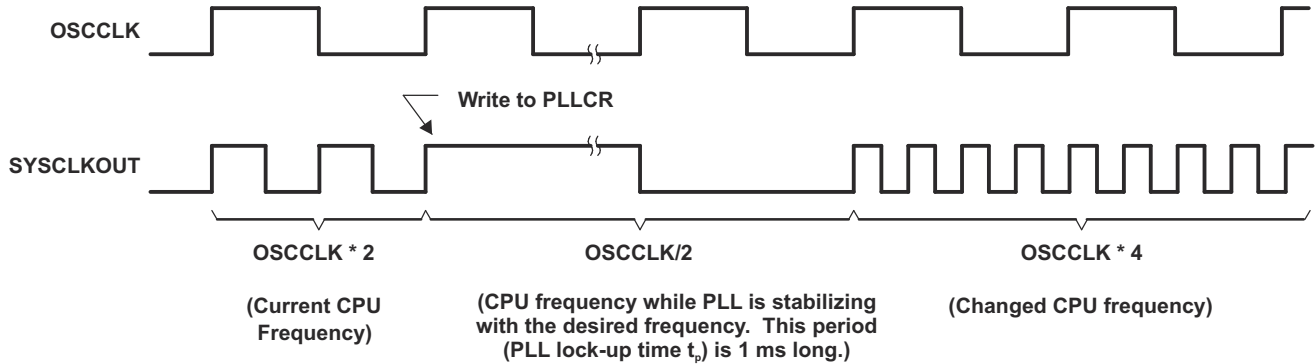 OSCCLK
Write to PLLCR
SYSCLKOUT
OSCCLK * 2
(Current CPU
Frequency)
OSCCLK/2
(CPU frequency while PLL is stabilizing
with the desired frequency. This period
(PLL lock-up time tp) is 1 ms long.)
OSCCLK * 4
(Changed CPU frequency)